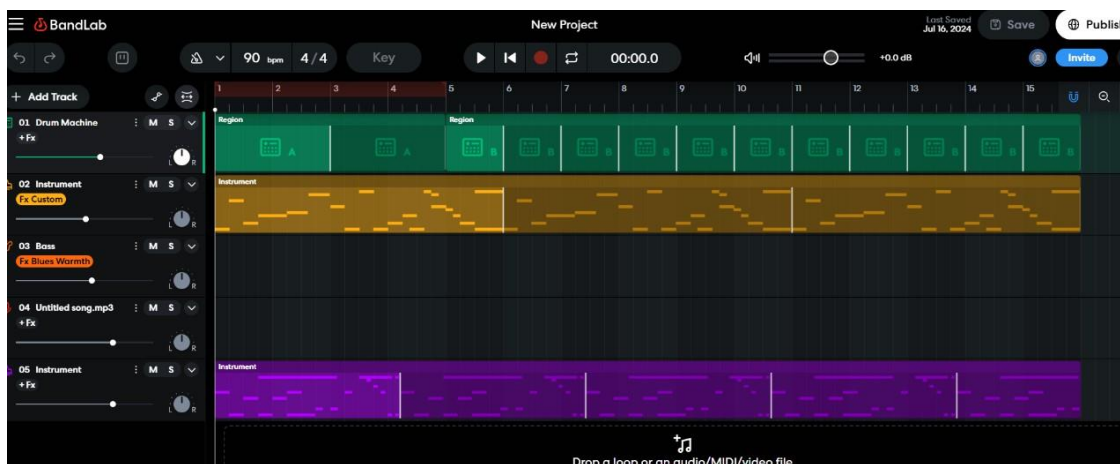 BandLab
New Project
Last Saved
Jul 16, 2024
Save
Publish
90 bpm
4/4
Key
00:00.0
+0.0 dB
Invite
+ Add Track
1 2 3 4 5 6 7 8 9 10 11 12 13 14 15
01 Drum Machine
M S
+Fx
L R
Region
Region
A A B B B B B B B B B B B
02 Instrument
Fx Custom
L R
Instrument
03 Bass
M S
Fx Blues Warmth
L R
04 Untitled song.mp3
M S
+Fx
L R
05 Instrument
M S
+Fx
L R
Instrument
Drop a loop or an audio/MIDI/video file